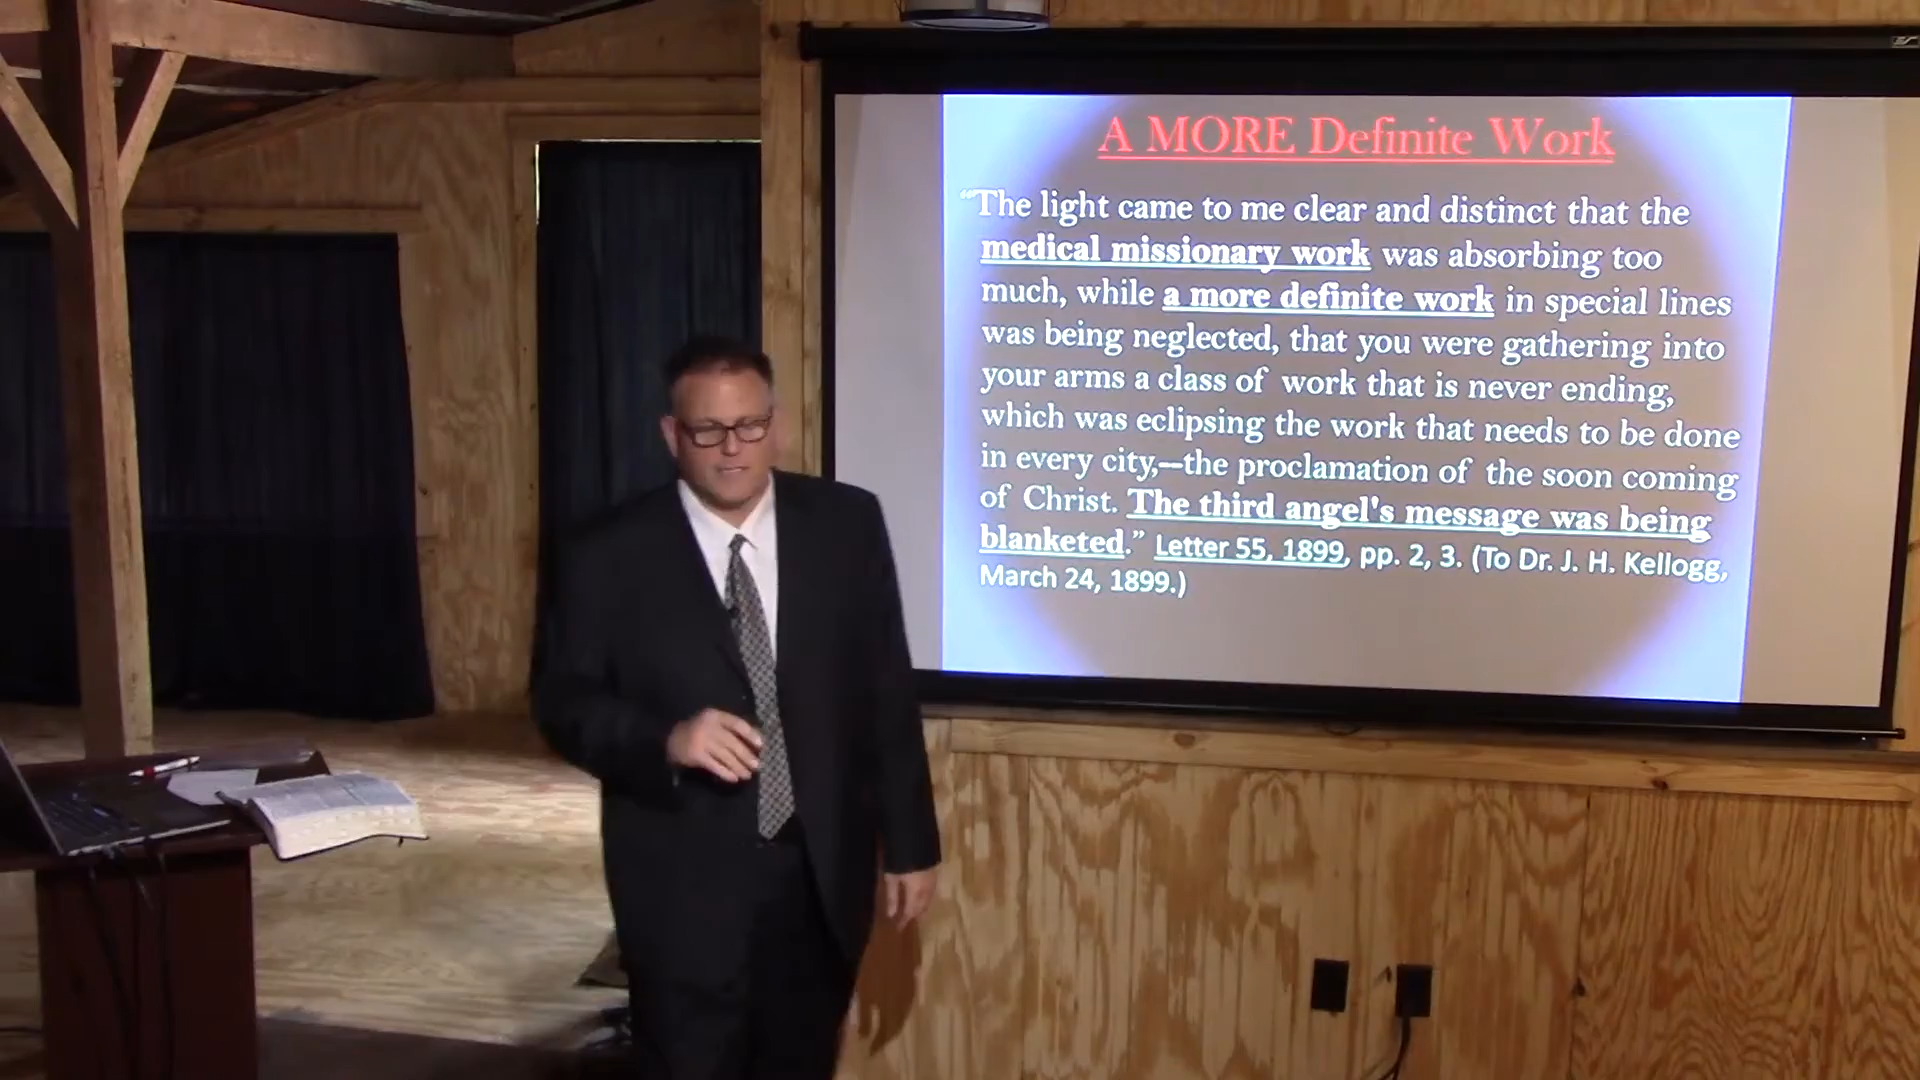 A MORE Definite Work
“The light came to me clear and distinct that the
medical missionary work was absorbing too
much, while a more definite work in special lines
was being neglected, that you were gathering into
your arms a class of work that is never ending,
which was eclipsing the work that needs to be done
in every city,--the proclamation of the soon coming
of Christ. The third angel's message was being
blanketed.” Letter 55, 1899, pp. 2, 3. (To Dr. J. H. Kellogg,
March 24, 1899.)